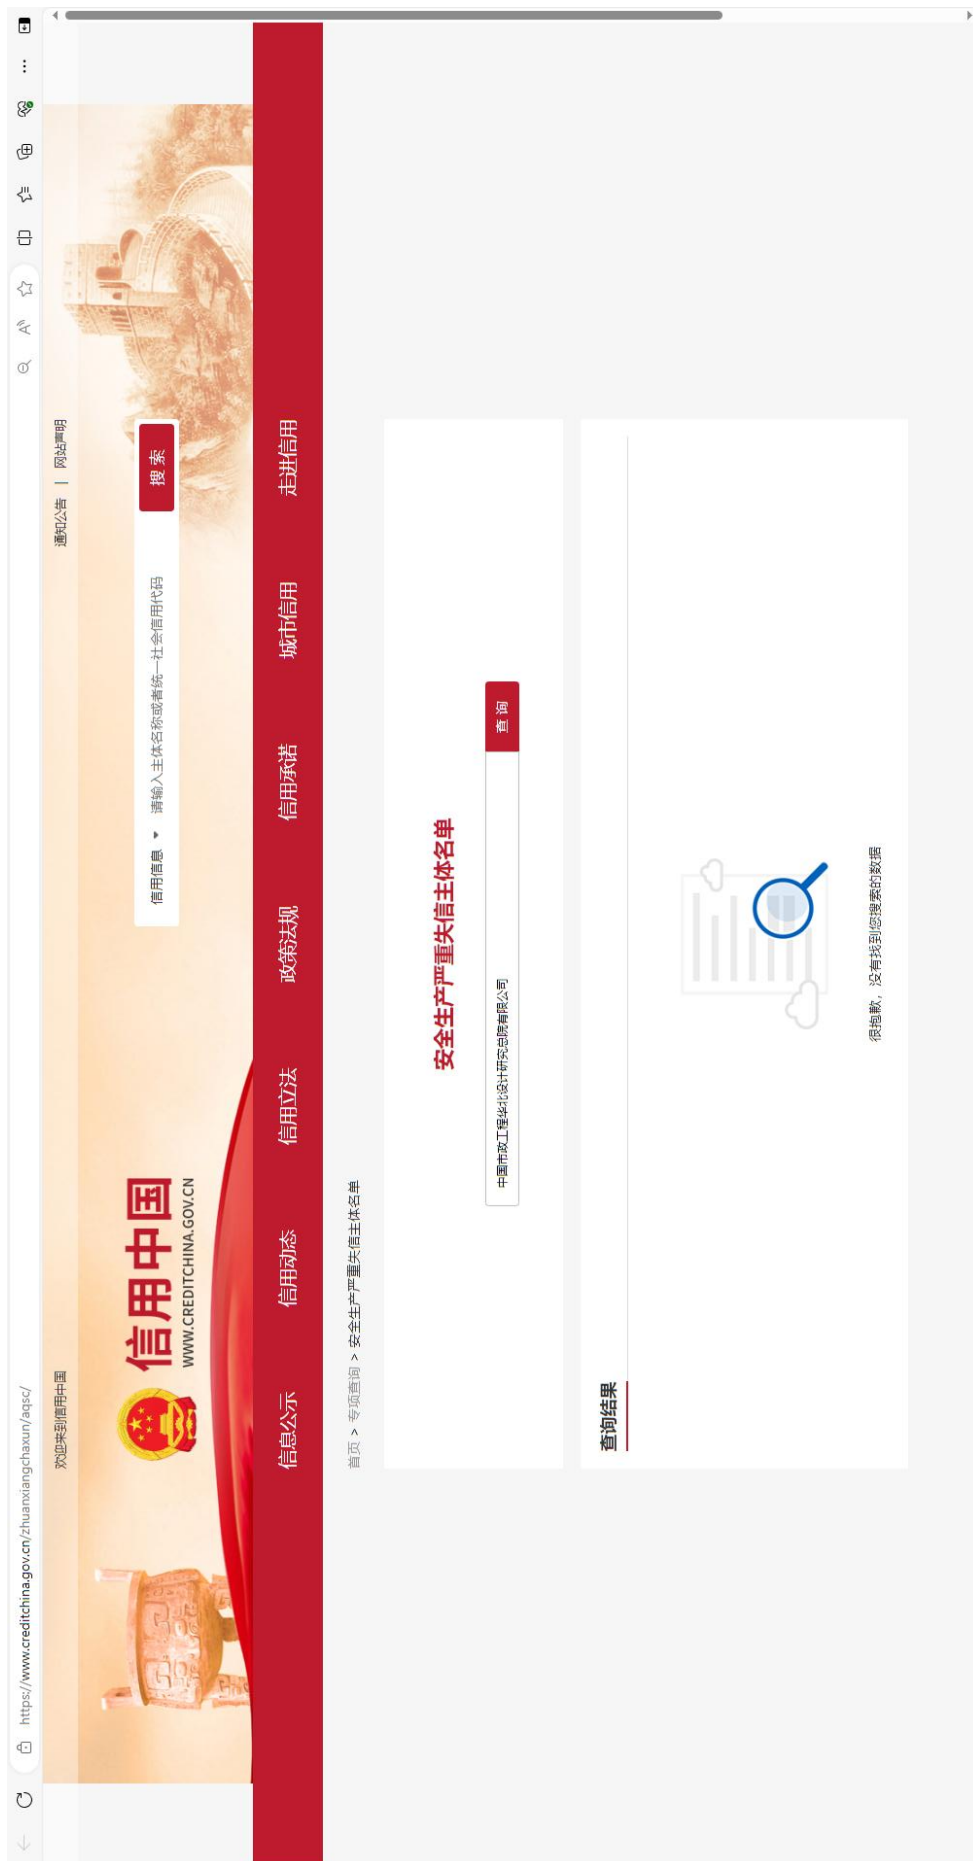 https://www.creditchina.gov.cn/zhuanxiangchaxun/aqsc/
欢迎来到信用中国
通知公告 | 网站声明
信用中国
WWW.CREDITCHINA.GOV.CN
信用信息 请输入主体名称或者统一社会信用代码 搜索
信息公示 信用动态 信用立法 政策法规 信用承诺 城市信用 走进信用
首页 > 专项查询 > 安全生产严重失信主体名单
安全生产严重失信主体名单
中国市政工程华北设计研究总院有限公司 查询
查询结果
很抱歉，没有找到您搜索的数据